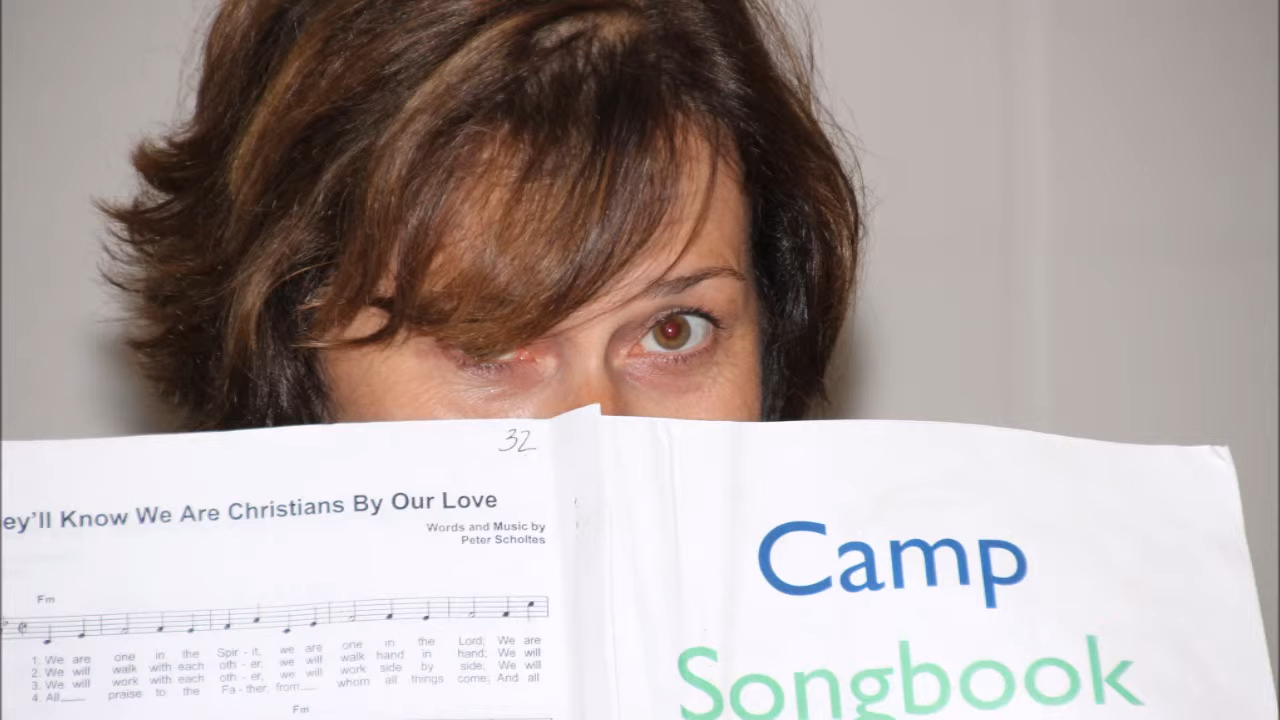 32
ey'll Know We Are Christians By Our Love
Words and Music by
Peter Scholtes
Fm
1. We are one in the Spir - it, we are one in the Lord; We are
2. We will walk with each oth - er, we will walk hand in hand; We will
3. We will work with each oth - er, we will work side by side; We will
4. All praise to the Fa - ther, from whom all things come; And all
Fm
Camp
Songbook